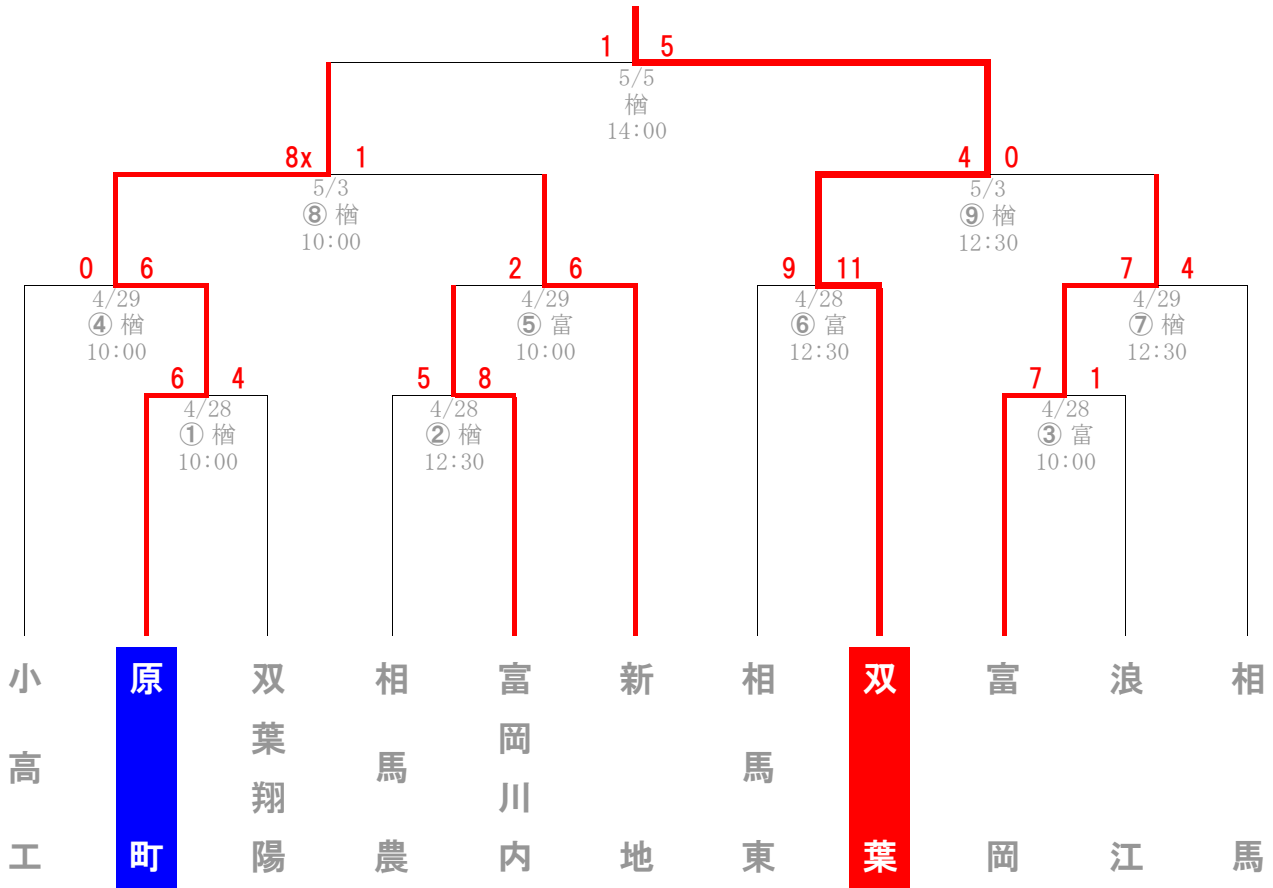 1 5
5/5
楢
14:00
8x 1
4 0
5/3
⑧ 楢
10:00
5/3
⑨ 楢
12:30
0 6
2 6
9 11
7 4
4/29
④ 楢
10:00
4/29
⑤ 富
10:00
4/28
⑥ 富
12:30
4/29
⑦ 楢
12:30
6 4
5 8
7 1
4/28
① 楢
10:00
4/28
② 楢
12:30
4/28
③ 富
10:00
小高工
原町
双葉翔陽
相馬農
富岡川内
新地
相馬東
双葉
富岡
浪江
相馬